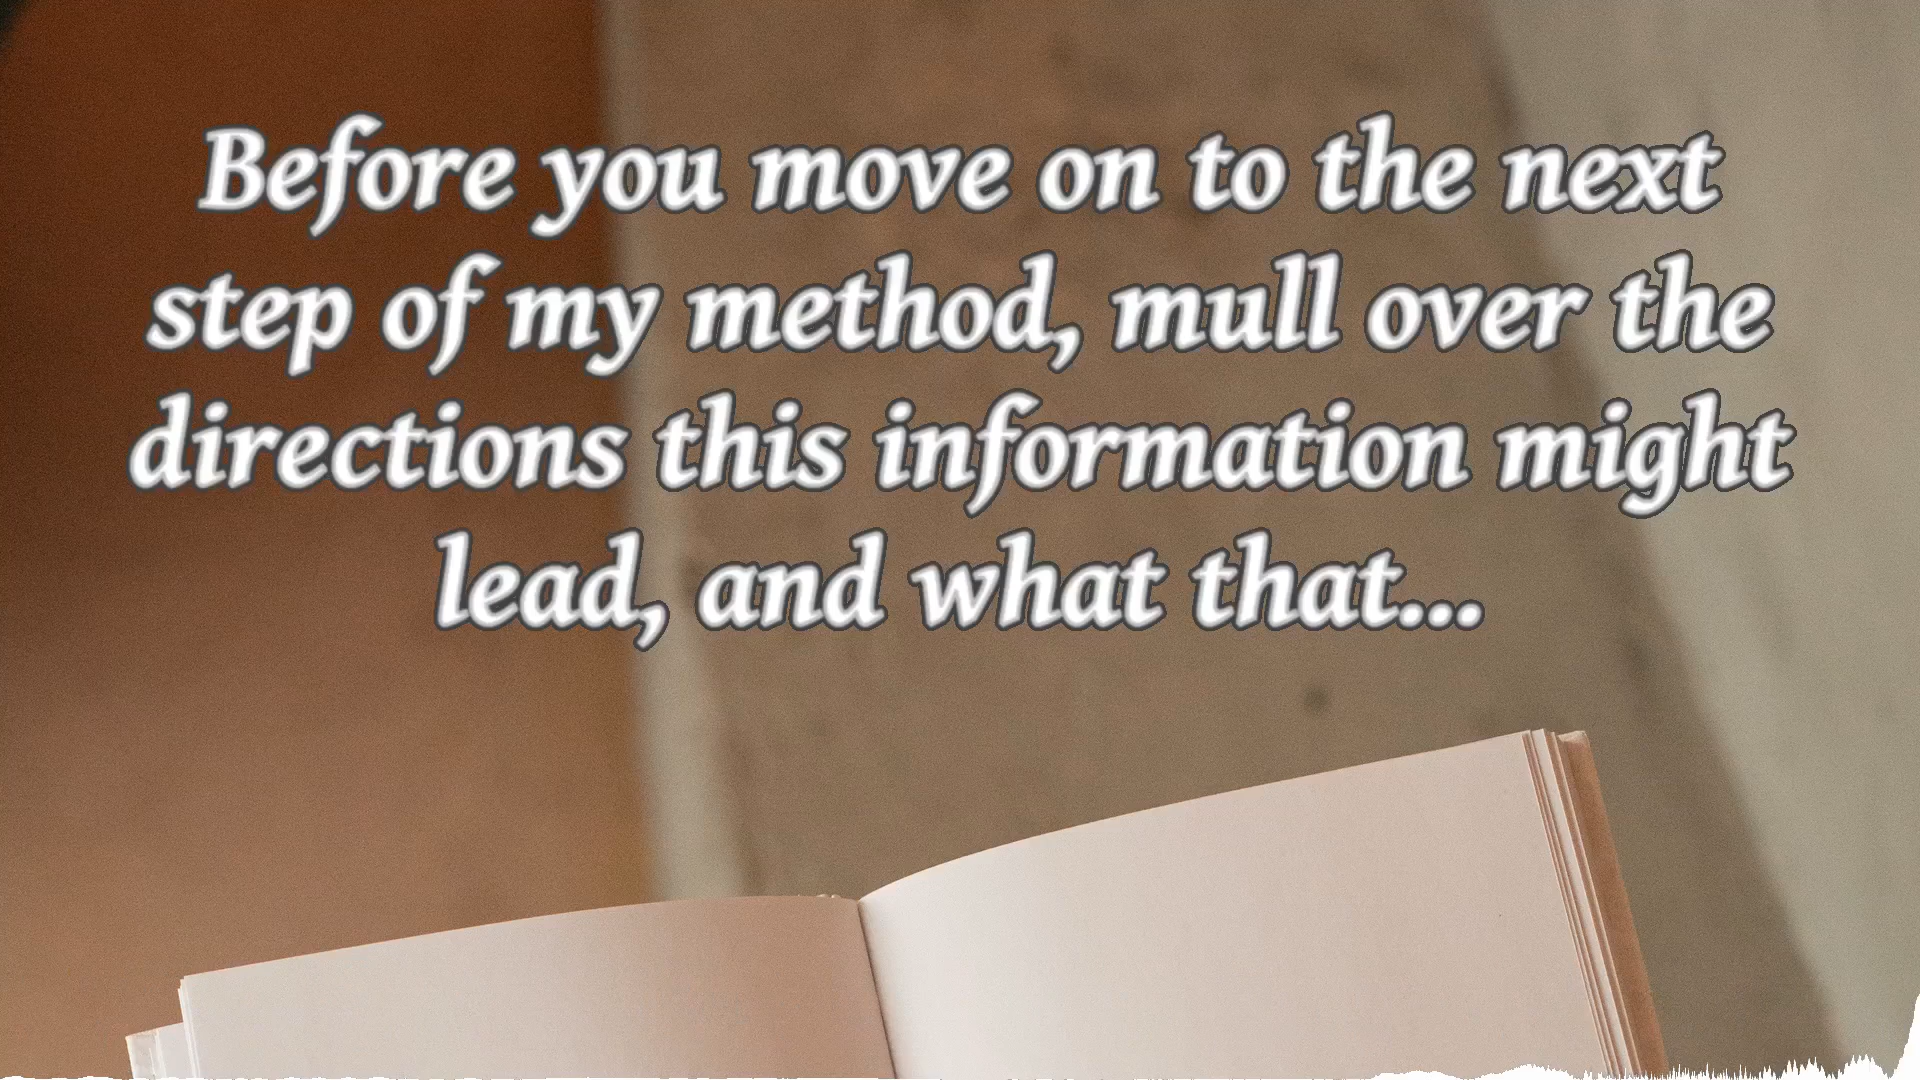 Before you move on to the next
step of my method, mull over the
directions this information might
lead, and what that...